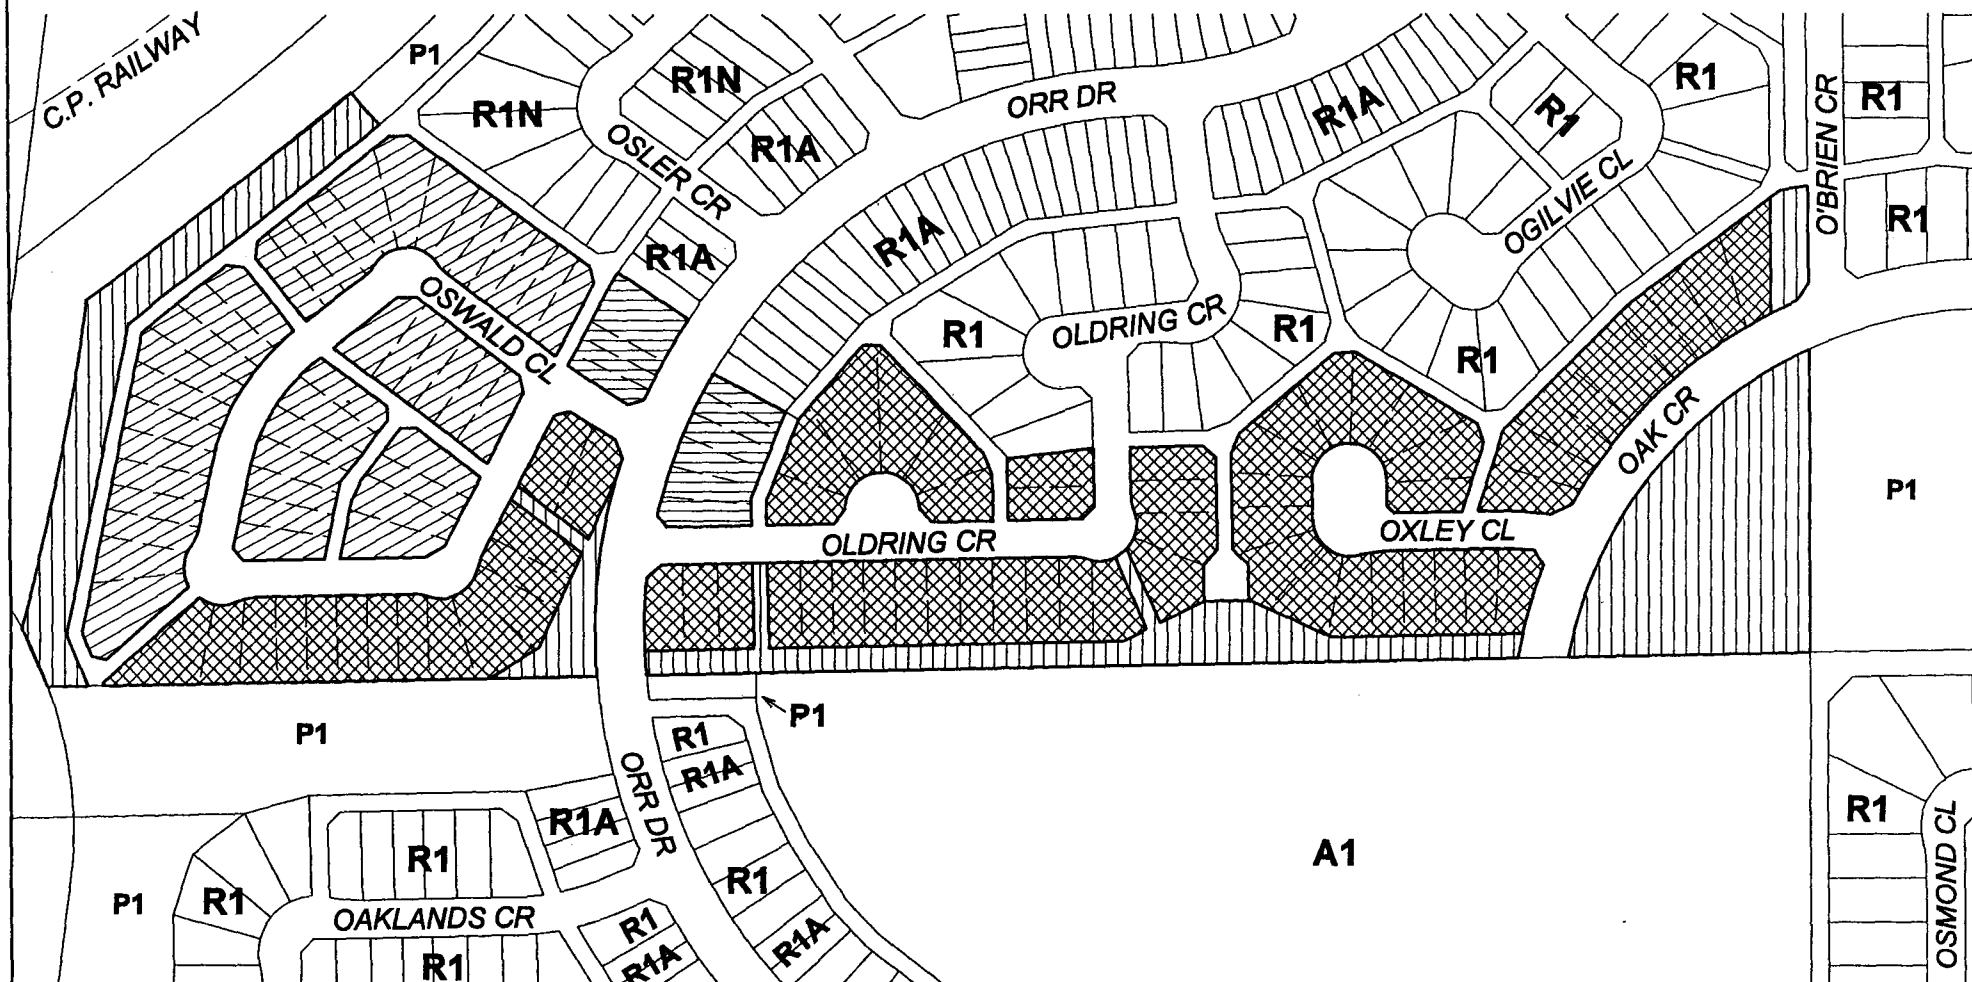 C.P. RAILWAY
P1
R1N
R1N
OSLER CR
R1A
R1A
ORR DR
R1A
R1A
R1
R1
O'BRIEN CR
R1
R1
OGILVIE CL
OSWALD CL
R1
OLDRING CR
R1
R1
OAK CR
P1
OLDRING CR
OXLEY CL
P1
P1
R1
R1A
ORR DR
R1A
R1
R1
P1
R1
OAKLANDS CR
R1
R1
R1A
R1A
A1
R1
OSMOND CL